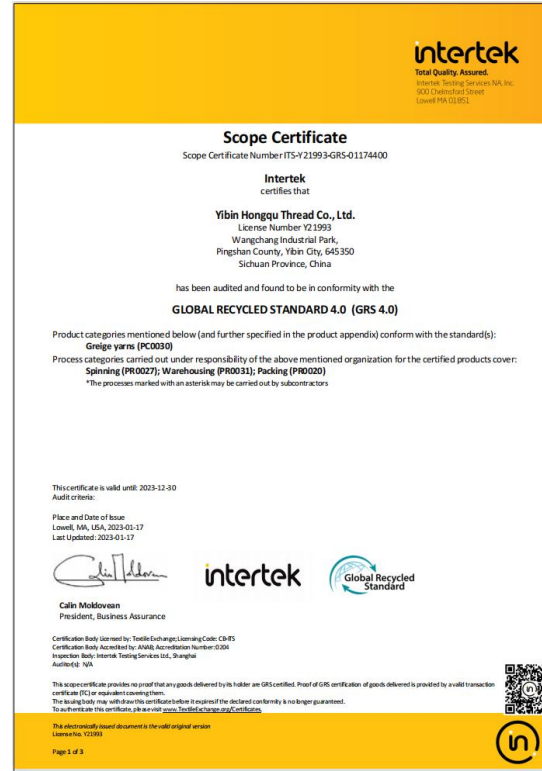 intertek
Total Quality. Assured.
Intertek Testing Services NA, Inc.
900 Chelmsford Street
Lowell MA 01851
Scope Certificate
Scope Certificate Number ITS-Y21993-GRS-01174400
Intertek
certifies that
Yibin Hongqu Thread Co., Ltd.
License Number Y21993
Wangchang Industrial Park,
Pingshan County, Yibin City, 645350
Sichuan Province, China
has been audited and found to be in conformity with the
GLOBAL RECYCLED STANDARD 4.0 (GRS 4.0)
Product categories mentioned below (and further specified in the product appendix) conform with the standard(s):
Greige yarns (PC0030)
Process categories carried out under responsibility of the above mentioned organization for the certified products cover:
Spinning (PR0027); Warehousing (PR0031); Packing (PR0020)
*The processes marked with an asterisk may be carried out by subcontractors
This certificate is valid until: 2023-12-30
Audit criteria:
Place and Date of Issue
Lowell, MA, USA, 2023-01-17
Last Updated: 2023-01-17
intertek
Global Recycled
Standard
Calin Moldovean
President, Business Assurance
Certification Body Licensed by: Textile Exchange; Licensing Code: CB-ITS
Certification Body Accredited by: ANAB; Accreditation Number: 0204
Inspection Body: Intertek Testing Services Ltd., Shanghai
Auditor(s): N/A
This scope certificate provides no proof that any goods delivered by its holder are GRS certified. Proof of GRS certification of goods delivered is provided by a valid transaction
certificate (TC) or equivalent covering them.
The issuing body may withdraw this certificate before it expires if the declared conformity is no longer guaranteed.
To authenticate this certificate, please visit www.TextileExchange.org/Certificates.
This electronically issued document is the valid original version
License No. Y21993
Page 1 of 3
in